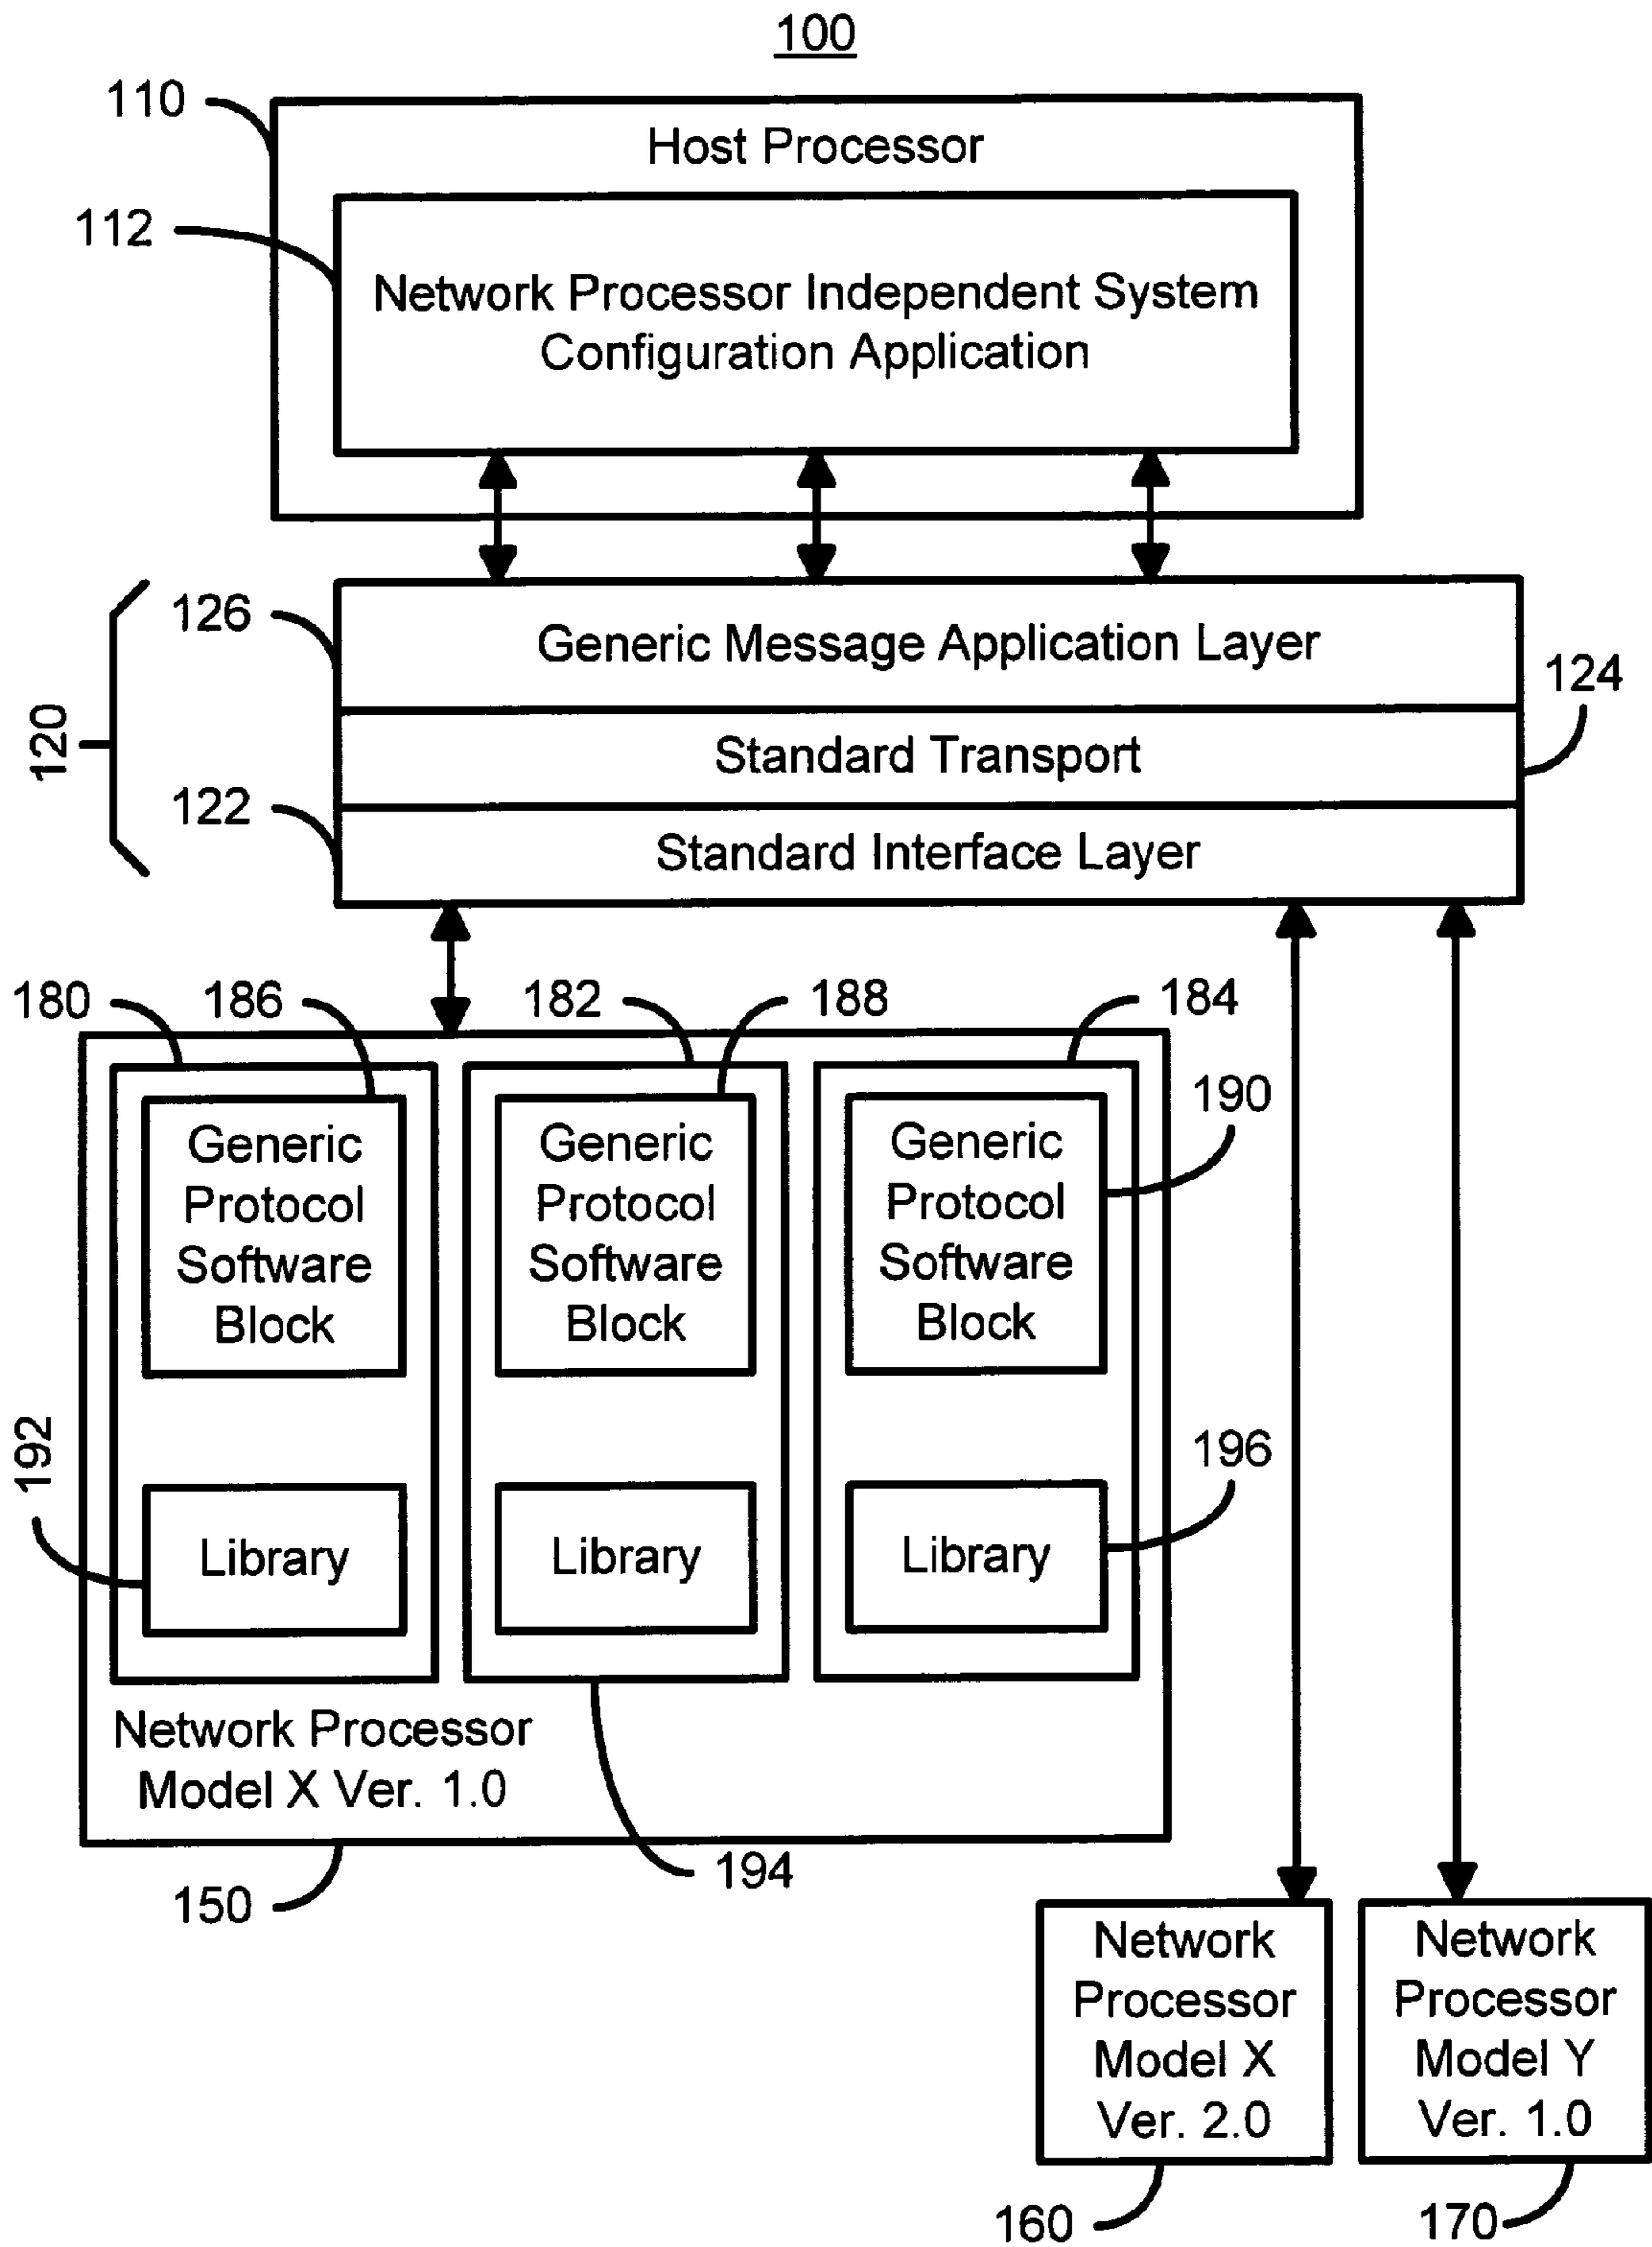 100
110
Host Processor
112
Network Processor Independent System
Configuration Application
120
126
Generic Message Application Layer
124
Standard Transport
122
Standard Interface Layer
180
186
182
188
184
Generic
Protocol
Software
Block
Generic
Protocol
Software
Block
Generic
Protocol
Software
Block
190
192
Library
Library
Library
196
Network Processor
Model X Ver. 1.0
194
150
Network
Processor
Model X
Ver. 2.0
Network
Processor
Model Y
Ver. 1.0
160
170